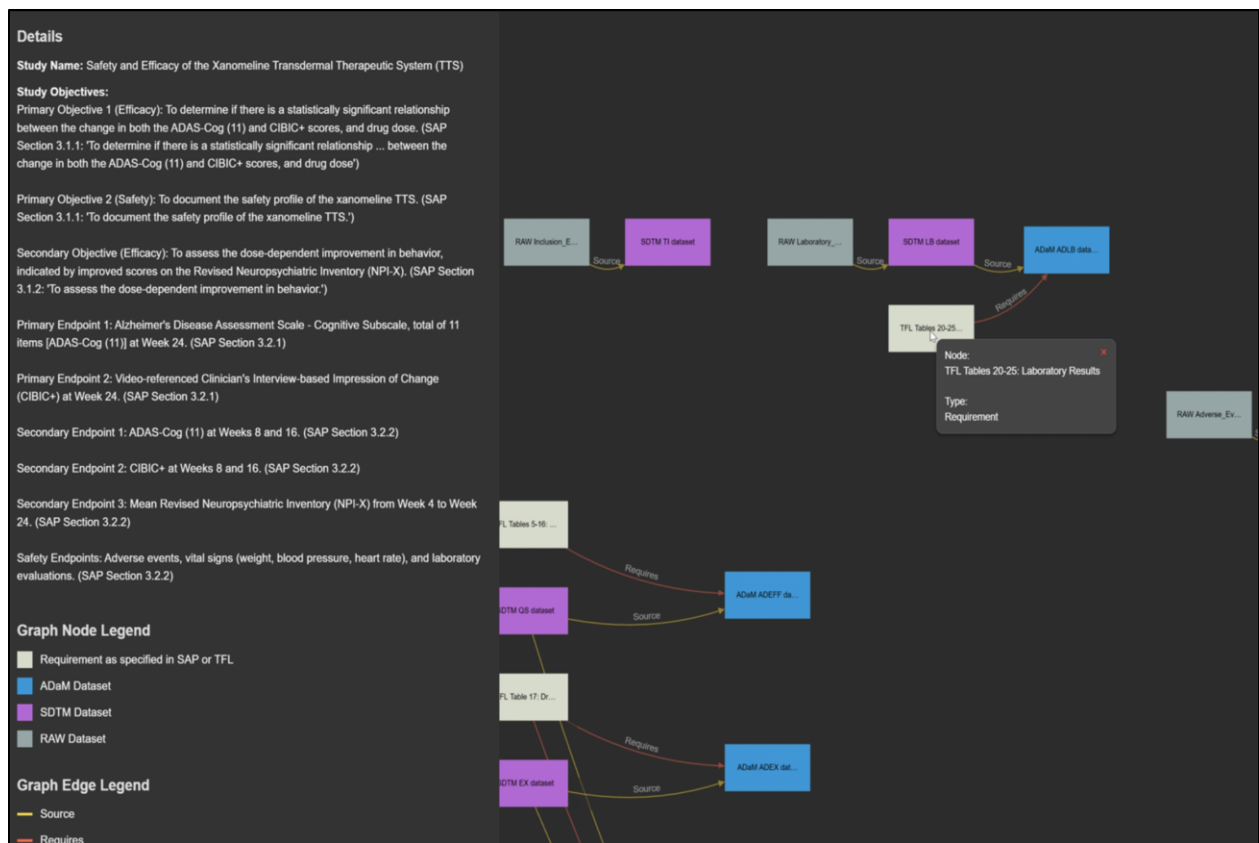 Details
Study Name: Safety and Efficacy of the Xanomeline Transdermal Therapeutic System (TTS)
Study Objectives:
Primary Objective 1 (Efficacy): To determine if there is a statistically significant relationship
between the change in both the ADAS-Cog (11) and CIBIC+ scores, and drug dose. (SAP
Section 3.1.1: 'To determine if there is a statistically significant relationship ... between the
change in both the ADAS-Cog (11) and CIBIC+ scores, and drug dose')
Primary Objective 2 (Safety): To document the safety profile of the xanomeline TTS. (SAP
Section 3.1.1: 'To document the safety profile of the xanomeline TTS.')
Secondary Objective (Efficacy): To assess the dose-dependent improvement in behavior,
indicated by improved scores on the Revised Neuropsychiatric Inventory (NPI-X). (SAP Section
3.1.2: 'To assess the dose-dependent improvement in behavior.')
Primary Endpoint 1: Alzheimer's Disease Assessment Scale - Cognitive Subscale, total of 11
items [ADAS-Cog (11)] at Week 24. (SAP Section 3.2.1)
Primary Endpoint 2: Video-referenced Clinician's Interview-based Impression of Change
(CIBIC+) at Week 24. (SAP Section 3.2.1)
Secondary Endpoint 1: ADAS-Cog (11) at Weeks 8 and 16. (SAP Section 3.2.2)
Secondary Endpoint 2: CIBIC+ at Weeks 8 and 16. (SAP Section 3.2.2)
Secondary Endpoint 3: Mean Revised Neuropsychiatric Inventory (NPI-X) from Week 4 to Week
24. (SAP Section 3.2.2)
Safety Endpoints: Adverse events, vital signs (weight, blood pressure, heart rate), and laboratory
evaluations. (SAP Section 3.2.2)
Graph Node Legend
Requirement as specified in SAP or TFL
ADaM Dataset
SDTM Dataset
RAW Dataset
Graph Edge Legend
Source
Requires
RAW Inclusion_E...
Source
SDTM TI dataset
RAW Laboratory_...
Source
SDTM LB dataset
Source
ADaM ADLB data...
TFL Tables 20-25...
Requires
Node:
TFL Tables 20-25: Laboratory Results
Type:
Requirement
RAW Adverse_Ev...
FL Tables 5-16: ...
Requires
ADaM ADEFF da...
SDTM QS dataset
Source
FL Table 17: Dr...
Requires
ADaM ADEX dat...
SDTM EX dataset
Source